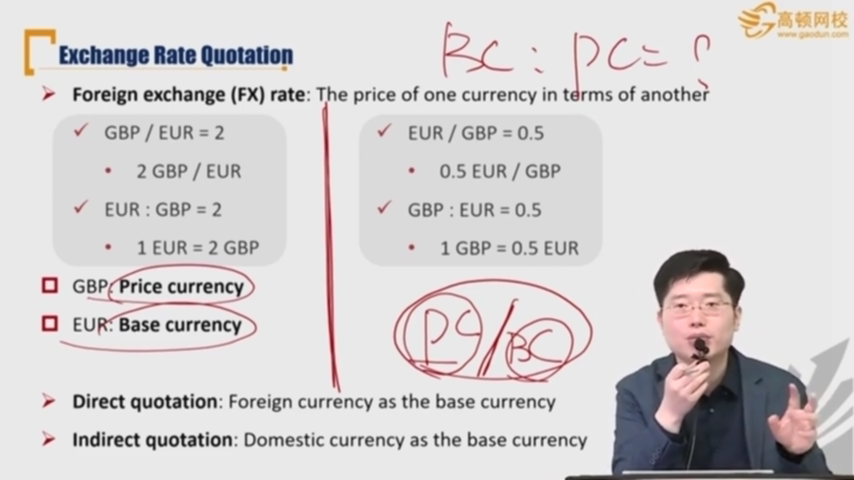 高顿网校
www.gaodun.com
Exchange Rate Quotation
BC : PC = ?
Foreign exchange (FX) rate: The price of one currency in terms of another
GBP / EUR = 2
2 GBP / EUR
EUR : GBP = 2
1 EUR = 2 GBP
EUR / GBP = 0.5
0.5 EUR / GBP
GBP : EUR = 0.5
1 GBP = 0.5 EUR
GBP: Price currency
EUR: Base currency
PC / BC
Direct quotation: Foreign currency as the base currency
Indirect quotation: Domestic currency as the base currency